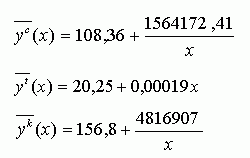 y^c(x) = 108,36 + 1564172 ,41 / x
y^t(x) = 20,25 + 0,00019x
y^k(x) = 156,8 + 4816907 / x